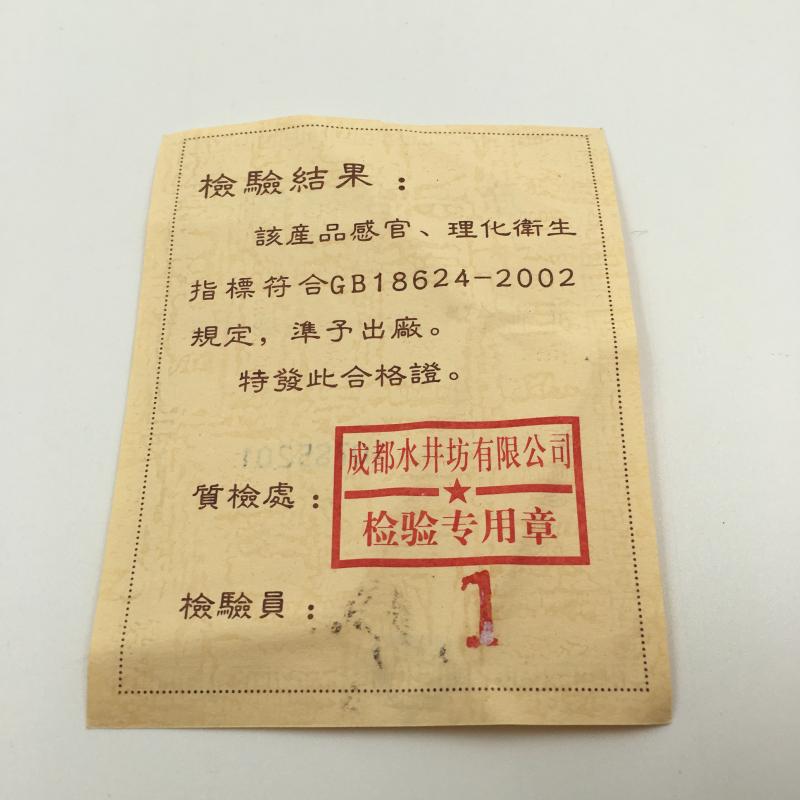 檢驗結果：
該産品感官、理化衛生
指標符合GB18624-2002
規定，準予出廠。
特發此合格證。
成都水井坊有限公司
質檢處：
检验专用章
檢驗員：
1